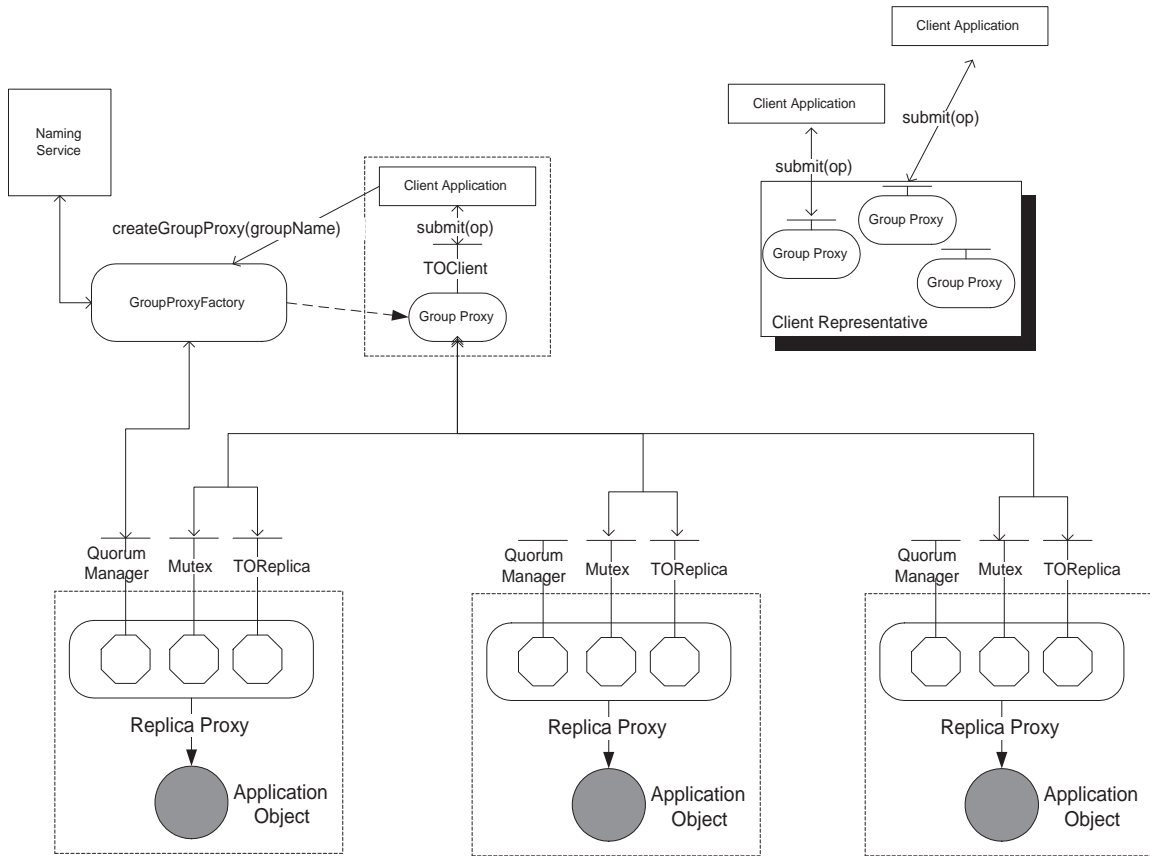 Client Application
Client Application
submit(op)
submit(op)
Group Proxy
Group Proxy
Group Proxy
Client Representative
Naming
Service
Client Application
createGroupProxy(groupName)
submit(op)
TOClient
GroupProxyFactory
Group Proxy
Quorum
Manager
Mutex
TOReplica
Replica Proxy
Application
Object
Quorum
Manager
Mutex
TOReplica
Replica Proxy
Application
Object
Quorum
Manager
Mutex
TOReplica
Replica Proxy
Application
Object